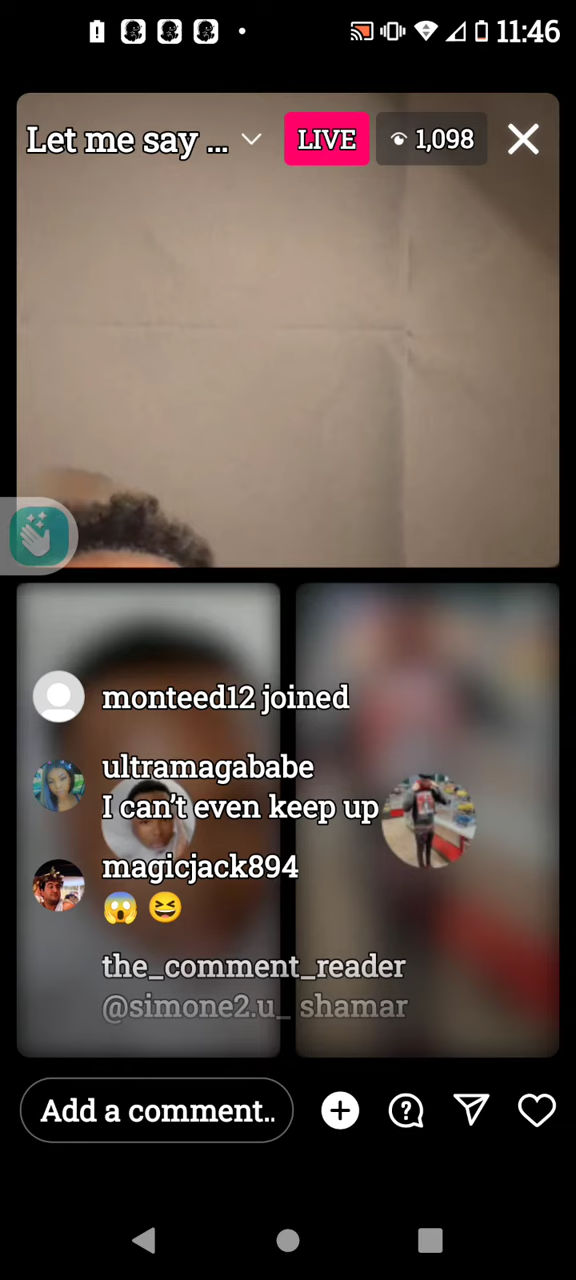 11:46
Let me say ...
LIVE
1,098
monteed12 joined
ultramagababe
I can't even keep up
magicjack894
😱 😆
the_comment_reader
@simone2.u_ shamar
Add a comment..